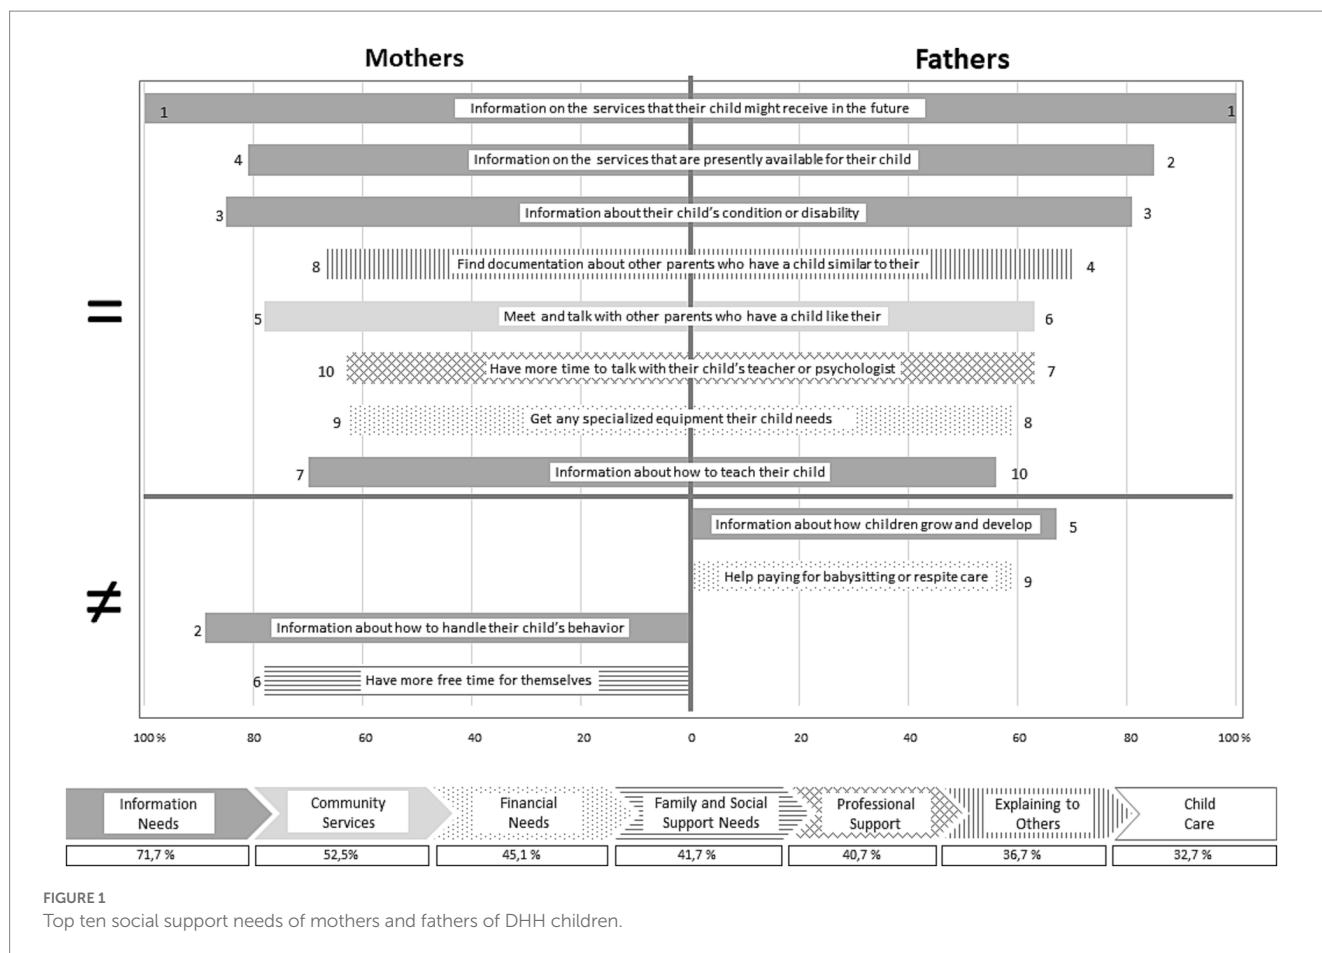 Mothers
Fathers
1 Information on the services that their child might receive in the future 1
4 Information on the services that are presently available for their child 2
3 Information about their child's condition or disability 3
8 Find documentation about other parents who have a child similar to their 4
=
5 Meet and talk with other parents who have a child like their 6
10 Have more time to talk with their child's teacher or psychologist 7
9 Get any specialized equipment their child needs 8
7 Information about how to teach their child 10
Information about how children grow and develop 5
≠
Help paying for babysitting or respite care 9
2 Information about how to handle their child's behavior
6 Have more free time for themselves
100 % 80 60 40 20 0 20 40 60 80 100 %
Information
Needs
71,7 %
Community
Services
52,5%
Financial
Needs
45,1 %
Family and Social
Support Needs
41,7 %
Professional
Support
40,7 %
Explaining to
Others
36,7 %
Child
Care
32,7 %
FIGURE 1
Top ten social support needs of mothers and fathers of DHH children.